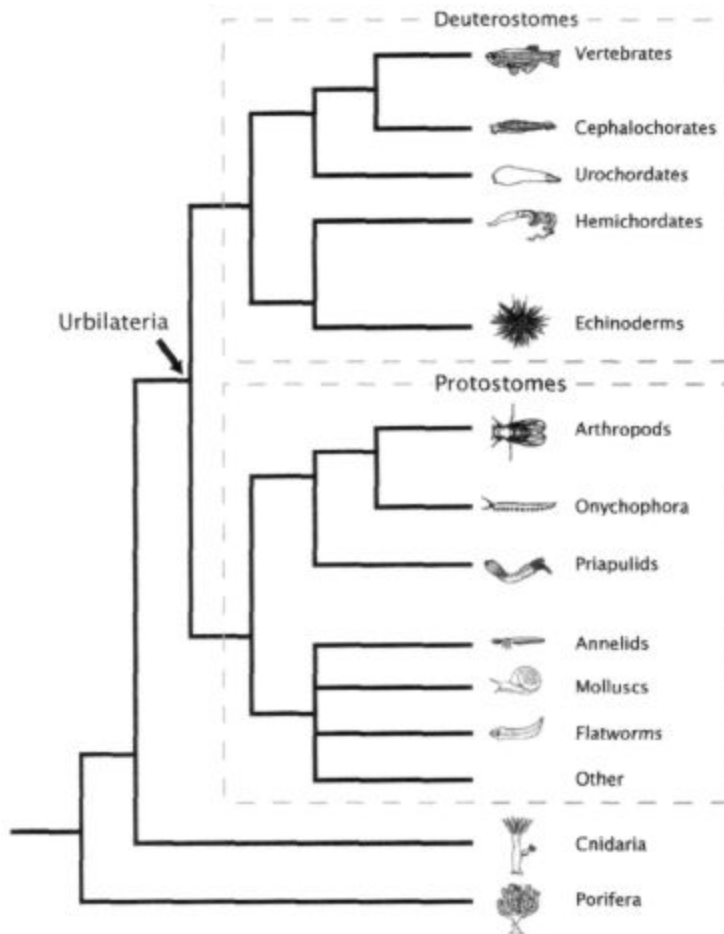 Deuterostomes
Vertebrates
Cephalochorates
Urochordates
Hemichordates
Urbilateria
Echinoderms
Protostomes
Arthropods
Onychophora
Priapulids
Annelids
Molluscs
Flatworms
Other
Cnidaria
Porifera